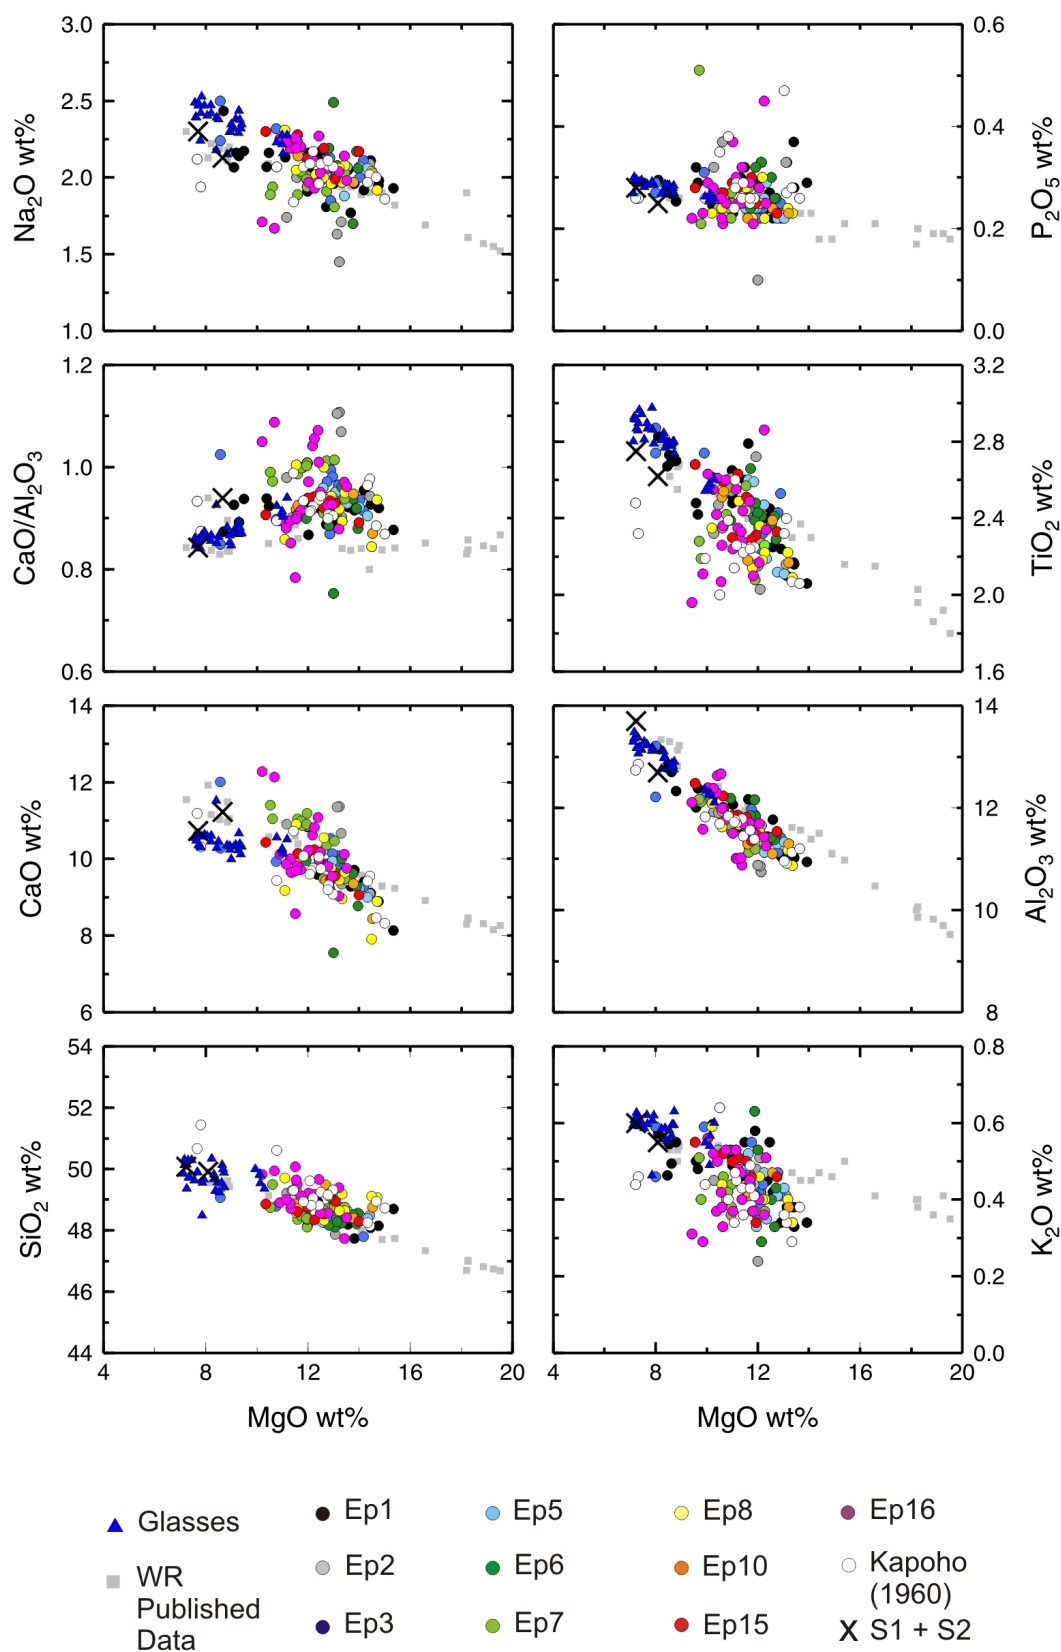 3.0
2.5
2.0
1.5
1.0
Na₂O wt%
0.6
0.4
0.2
0.0
P₂O₅ wt%
1.2
1.0
0.8
0.6
CaO/Al₂O₃
3.2
2.8
2.4
2.0
1.6
TiO₂ wt%
14
12
10
8
6
CaO wt%
14
12
10
8
Al₂O₃ wt%
54
52
50
48
46
44
SiO₂ wt%
0.8
0.6
0.4
0.2
0.0
K₂O wt%
4 8 12 16 20
4 8 12 16 20
MgO wt%
MgO wt%
Glasses
WR
Published
Data
Ep1
Ep2
Ep3
Ep5
Ep6
Ep7
Ep8
Ep10
Ep15
Ep16
Kapoho
(1960)
X S1 + S2